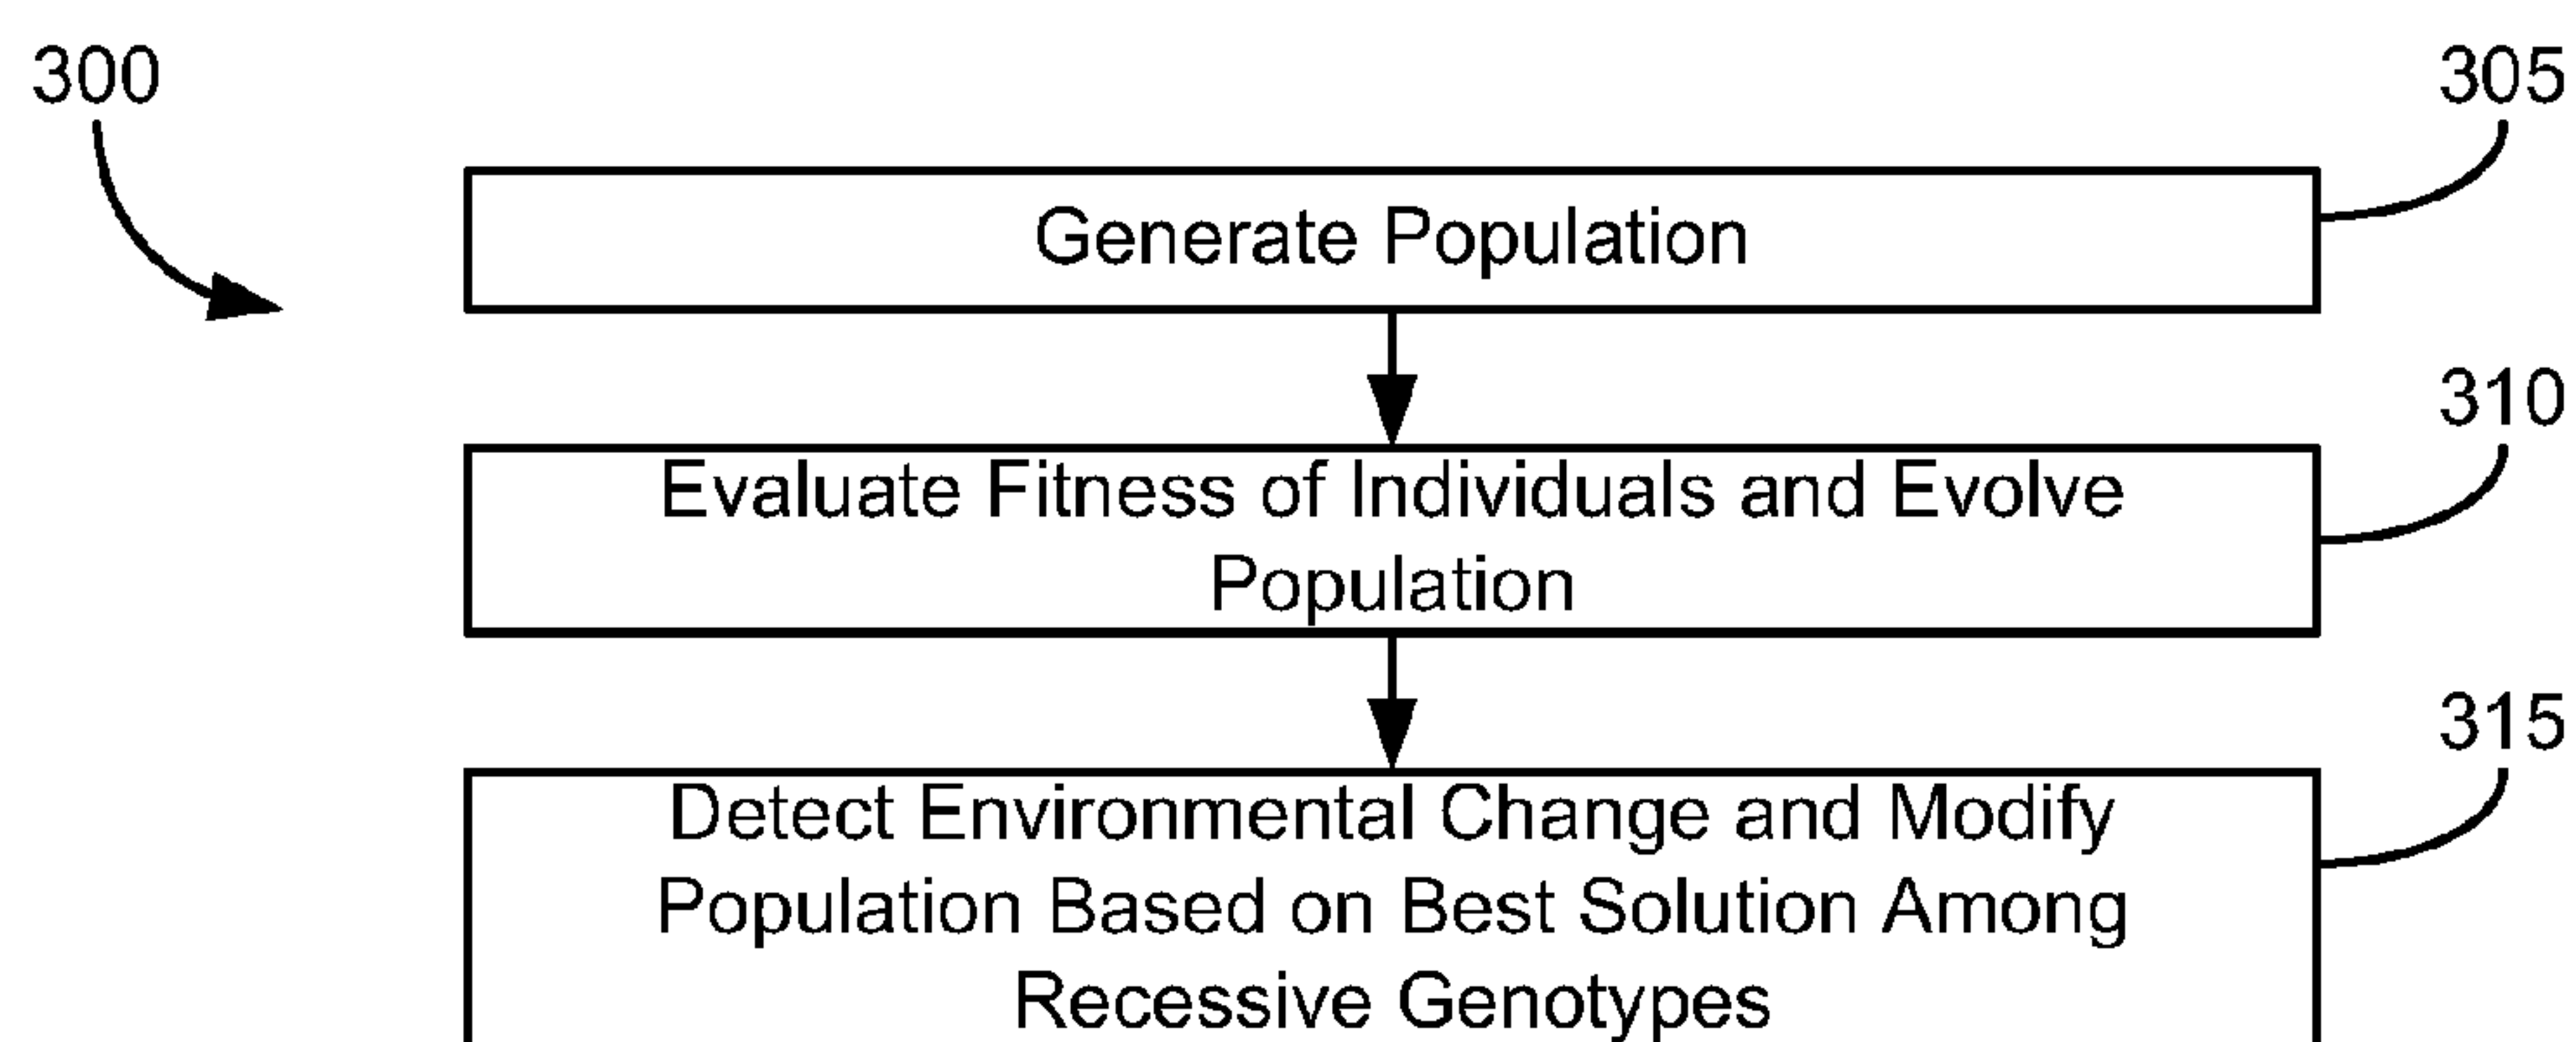 300
305
Generate Population
310
Evaluate Fitness of Individuals and Evolve
Population
315
Detect Environmental Change and Modify
Population Based on Best Solution Among
Recessive Genotypes